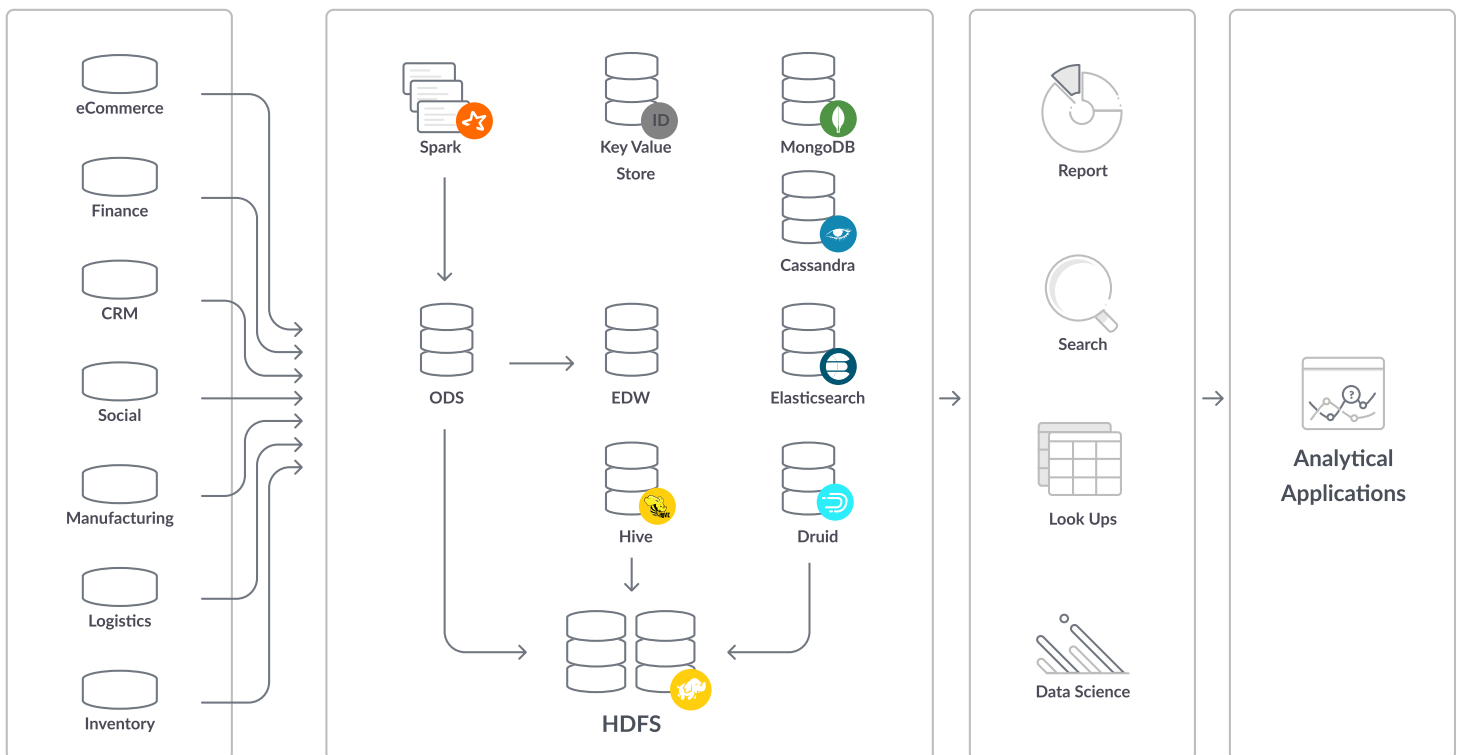 eCommerce
Finance
CRM
Social
Manufacturing
Logistics
Inventory
Spark
ID
Key Value
Store
MongoDB
Cassandra
ODS
EDW
Elasticsearch
Hive
Druid
HDFS
Report
Search
Look Ups
Data Science
?
Analytical
Applications